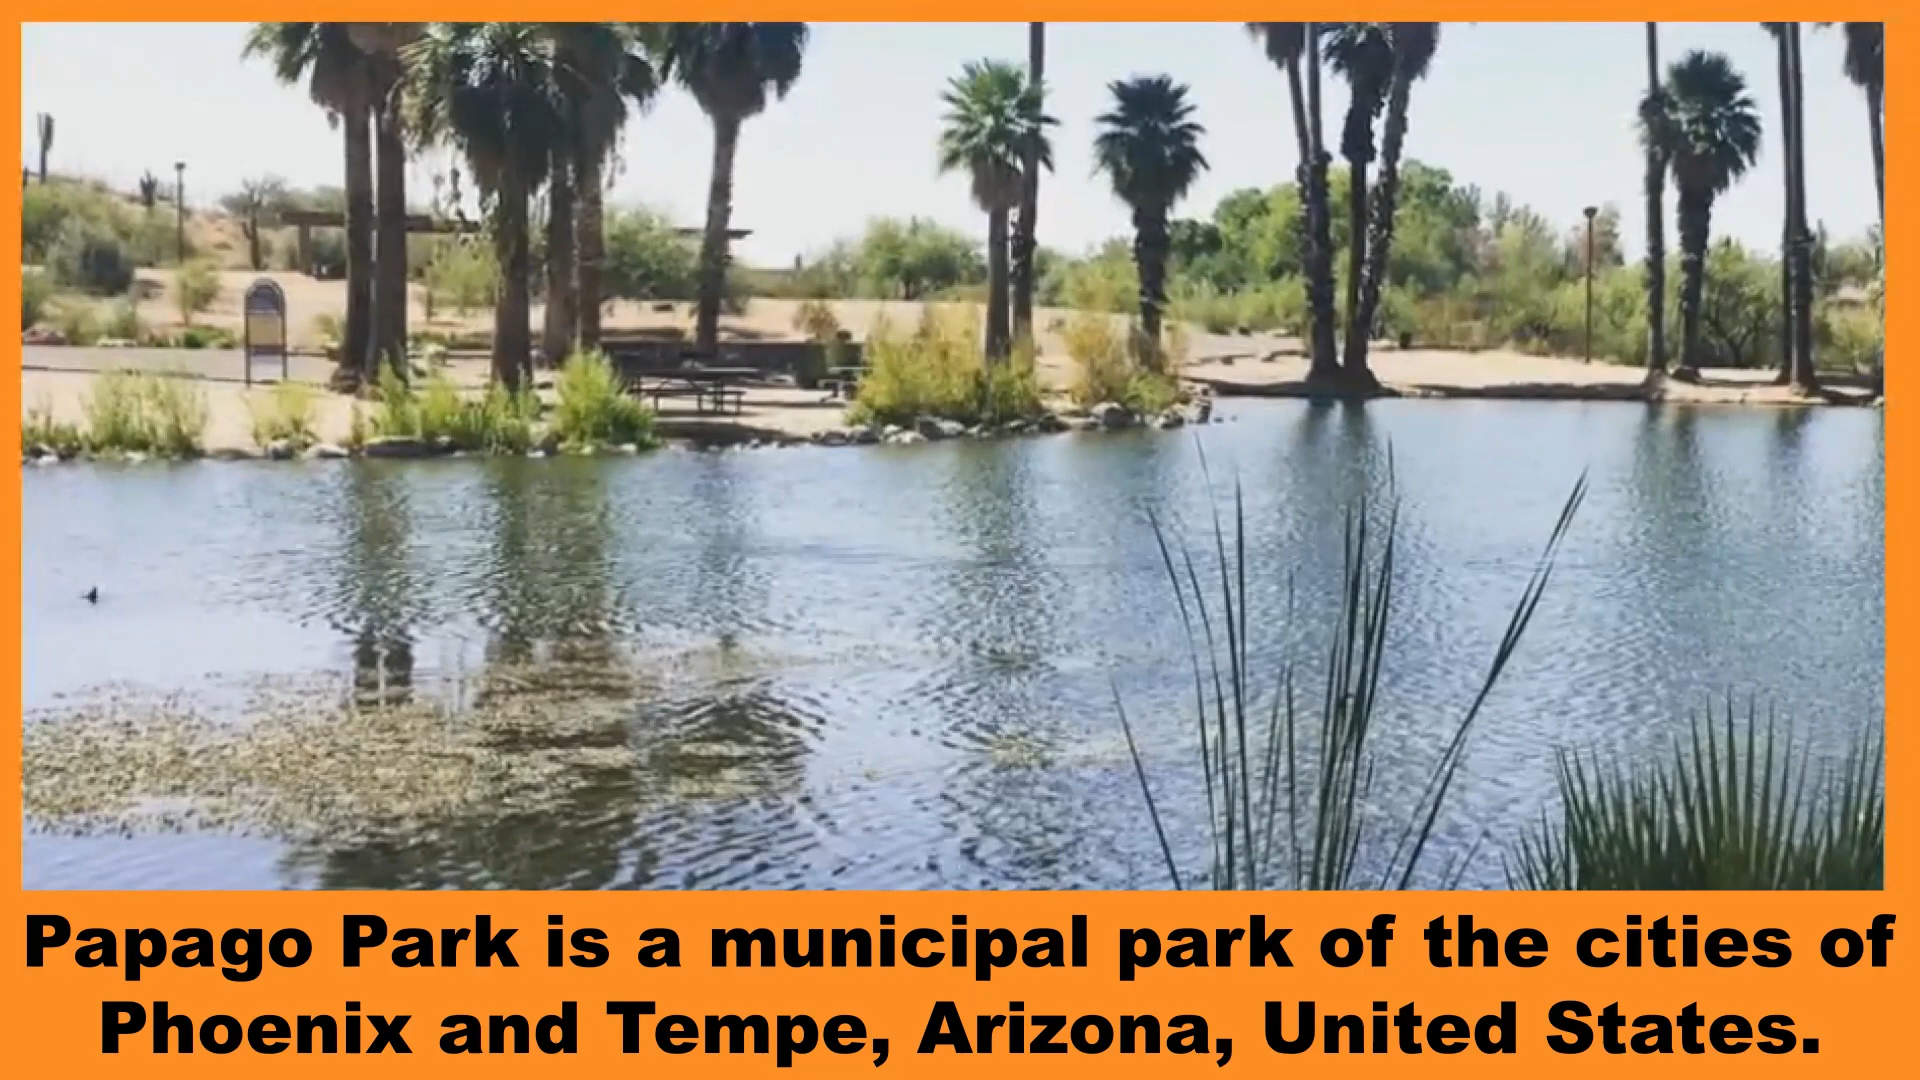 Papago Park is a municipal park of the cities of
Phoenix and Tempe, Arizona, United States.